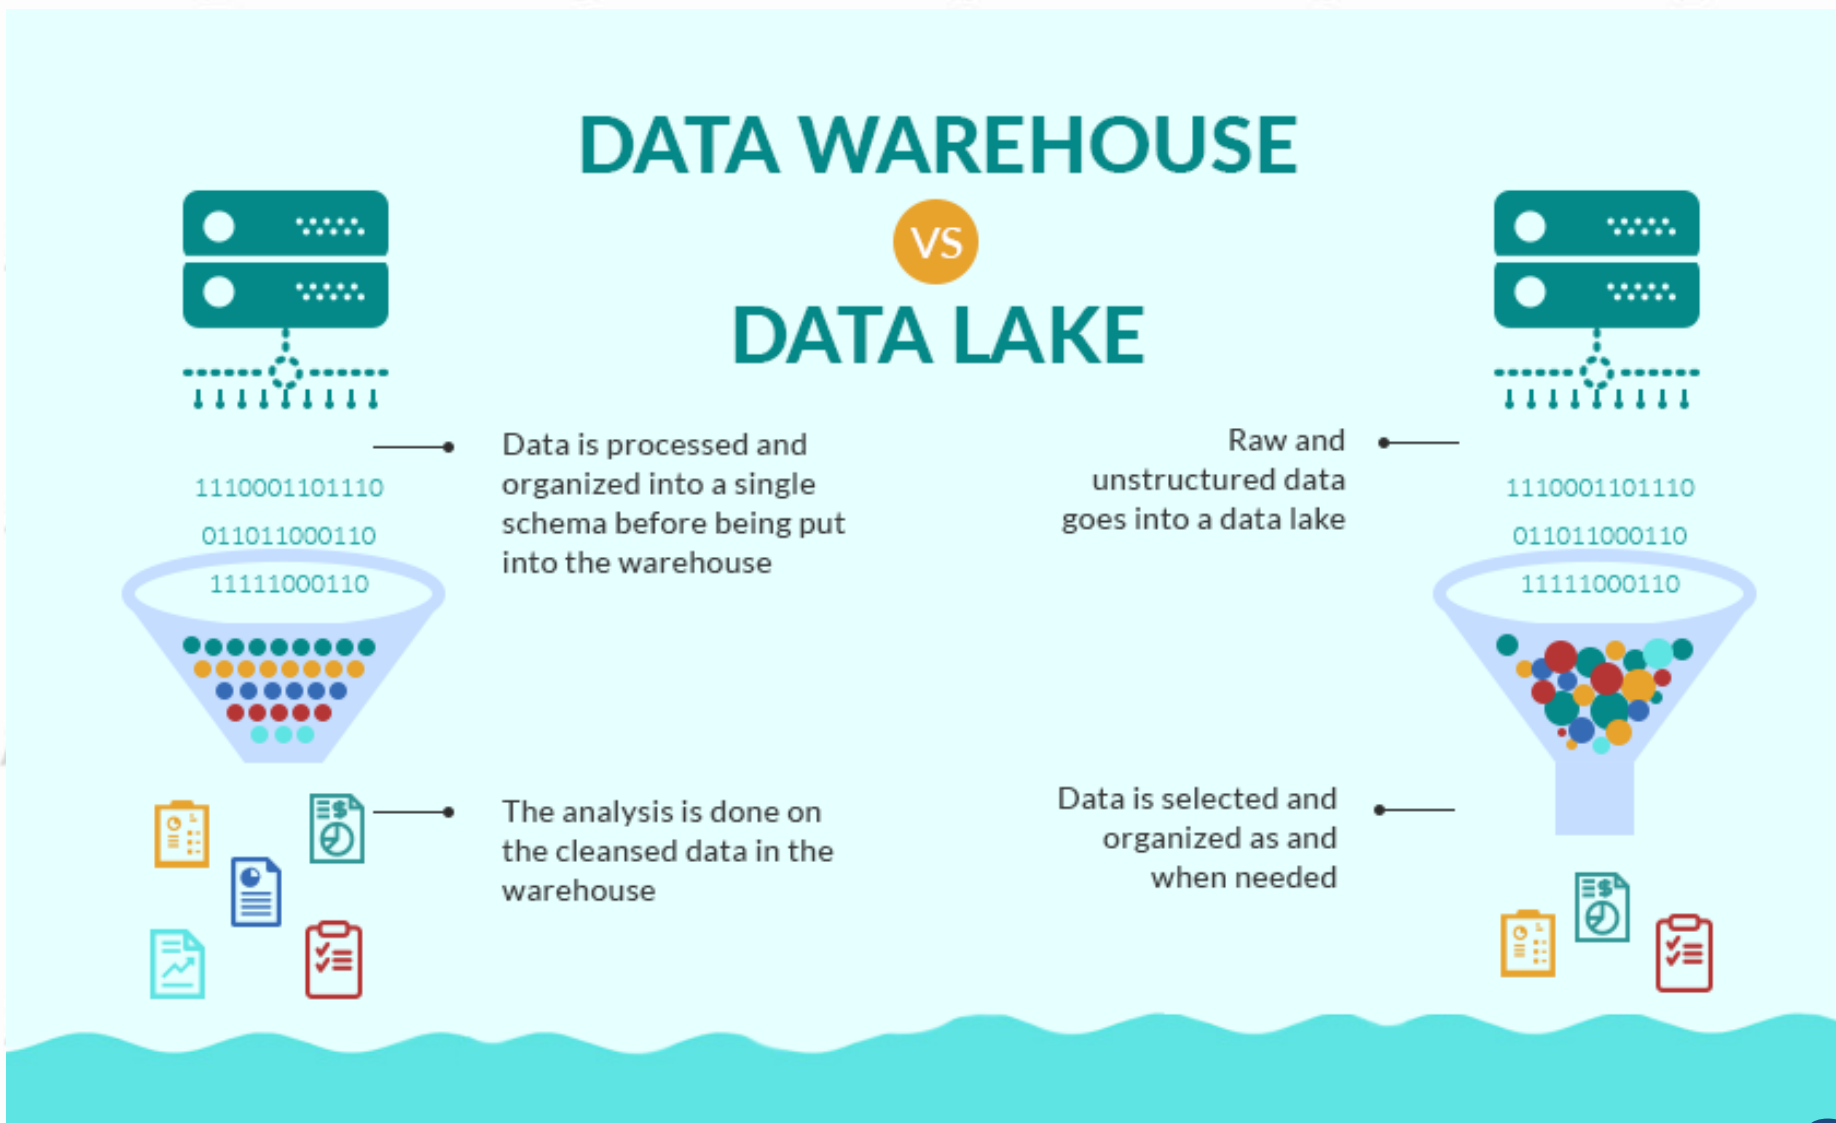 DATA WAREHOUSE
VS
DATA LAKE
Data is processed and
organized into a single
schema before being put
into the warehouse
1110001101110
011011000110
11111000110
The analysis is done on
the cleansed data in the
warehouse
Raw and
unstructured data
goes into a data lake
1110001101110
011011000110
11111000110
Data is selected and
organized as and
when needed